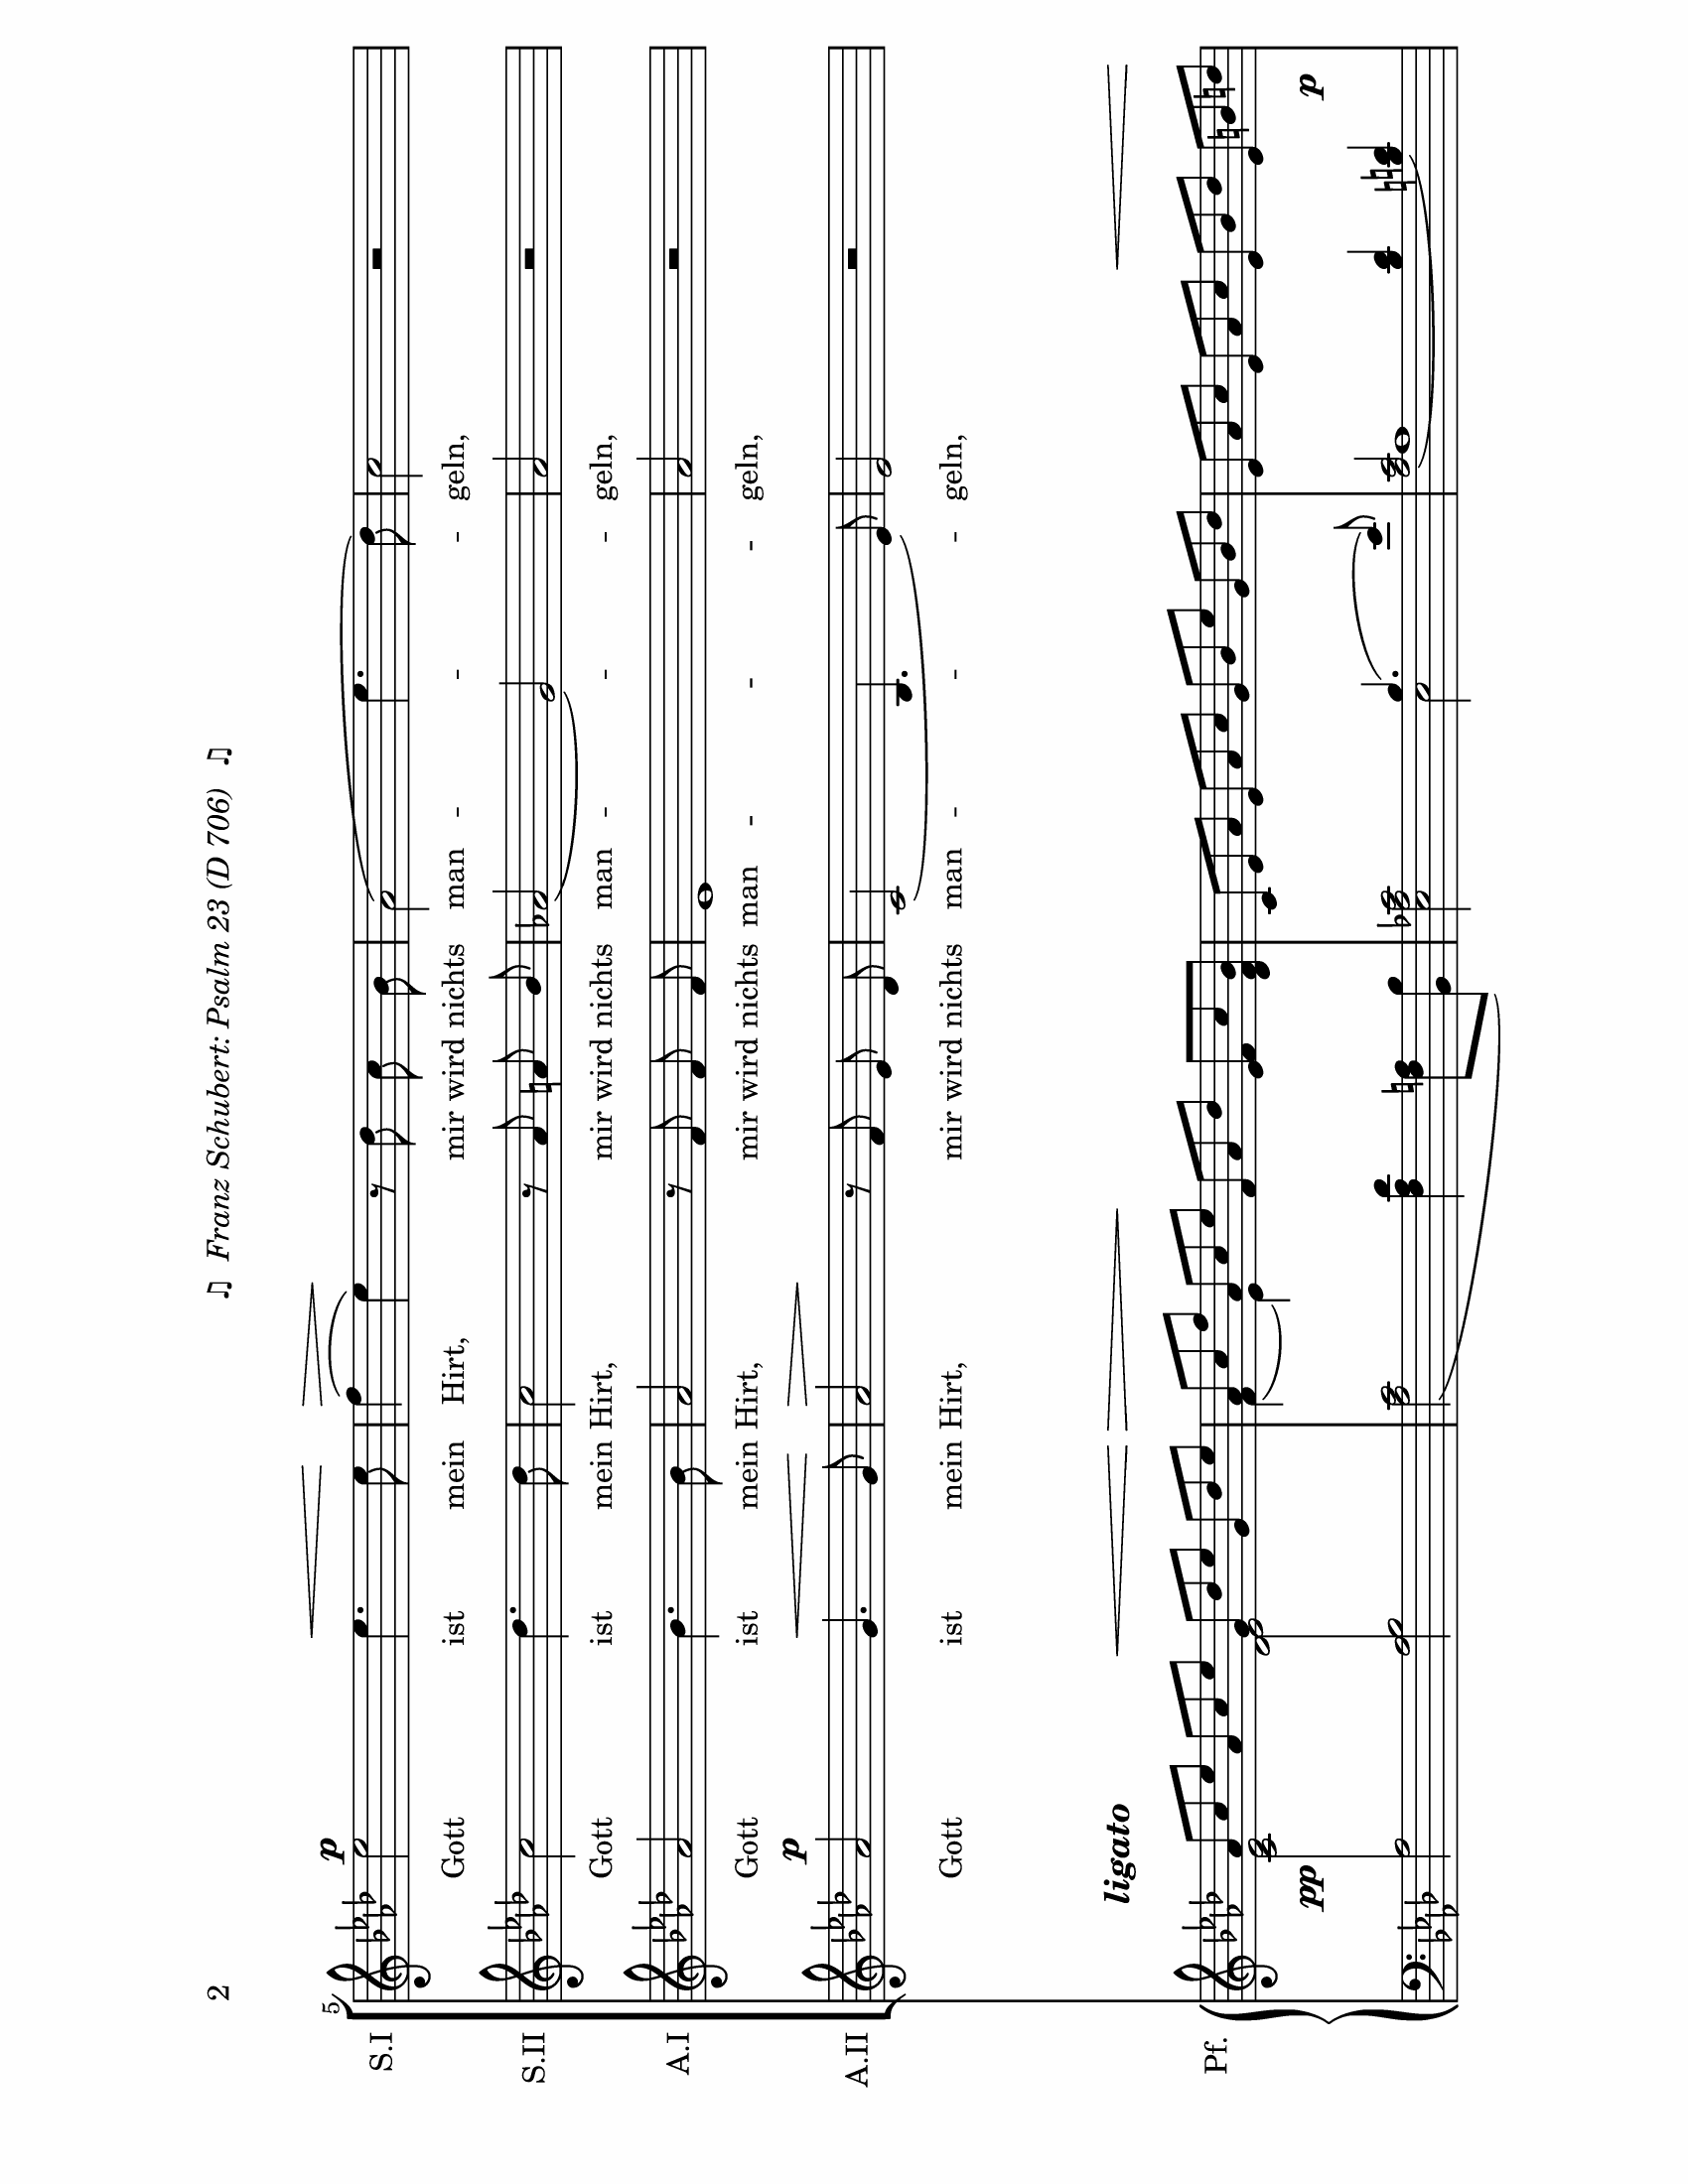 2 ♫ Franz Schubert: Psalm 23 (D 706) ♫
5
p
S.I
Gott ist mein Hirt, mir wird nichts man - - - geln,
S.II
Gott ist mein Hirt, mir wird nichts man - - - geln,
A.I
Gott ist mein Hirt, mir wird nichts man - - - geln,
p
A.II
Gott ist mein Hirt, mir wird nichts man - - - geln,
ligato
Pf.
pp p